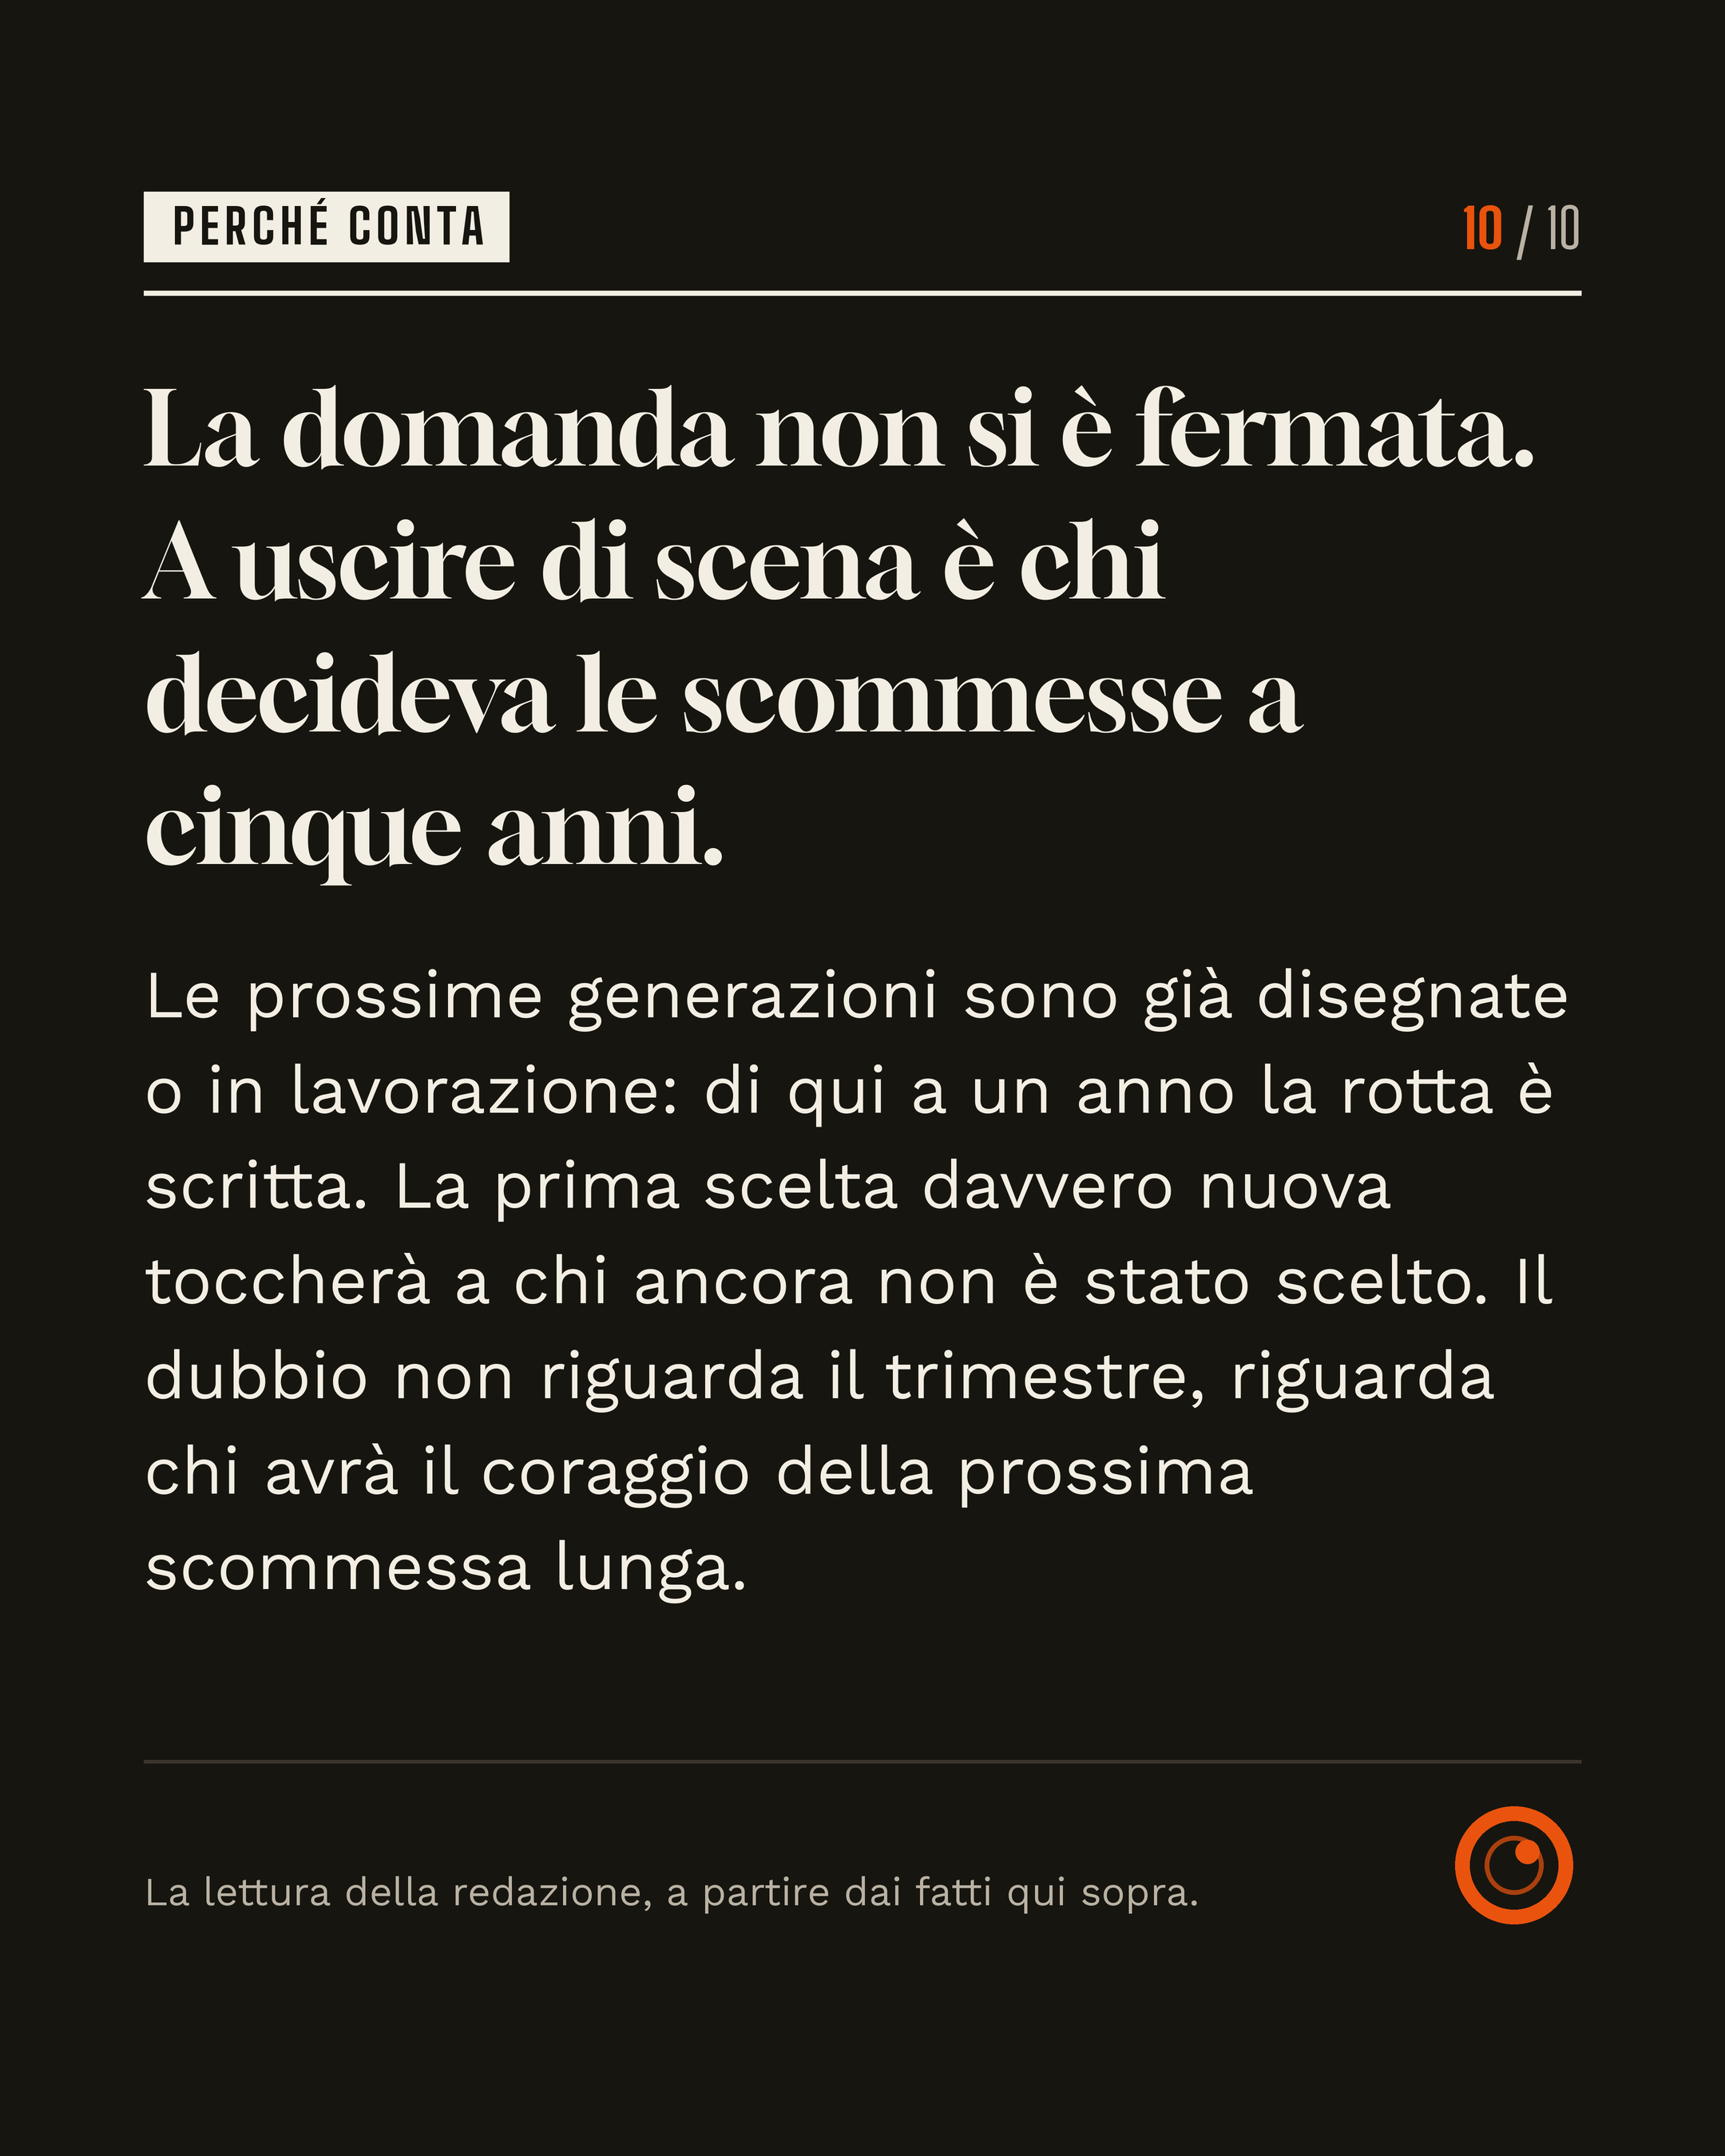 PERCHÉ CONTA
10 / 10
La domanda non si è fermata.
A uscire di scena è chi
decideva le scommesse a
cinque anni.
Le prossime generazioni sono già disegnate
o in lavorazione: di qui a un anno la rotta è
scritta. La prima scelta davvero nuova
toccherà a chi ancora non è stato scelto. Il
dubbio non riguarda il trimestre, riguarda
chi avrà il coraggio della prossima
scommessa lunga.
La lettura della redazione, a partire dai fatti qui sopra.